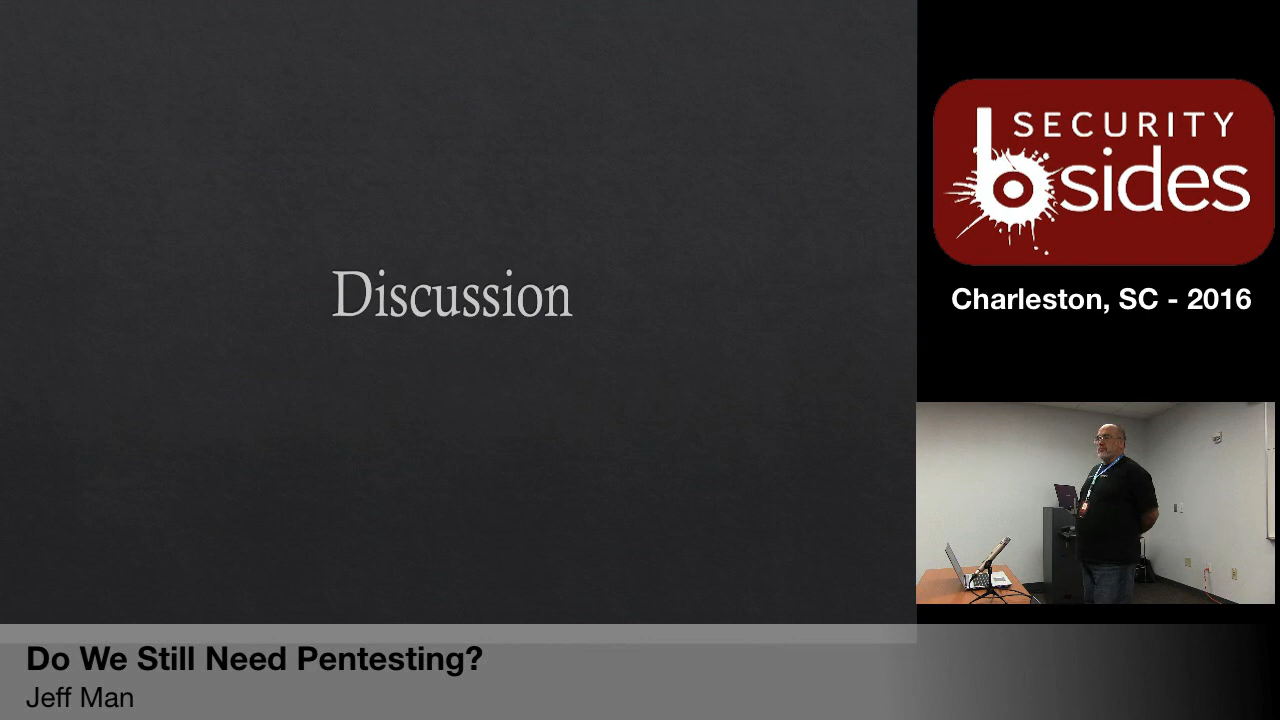 Discussion
SECURITY
bsides
Charleston, SC - 2016
Do We Still Need Pentesting?
Jeff Man